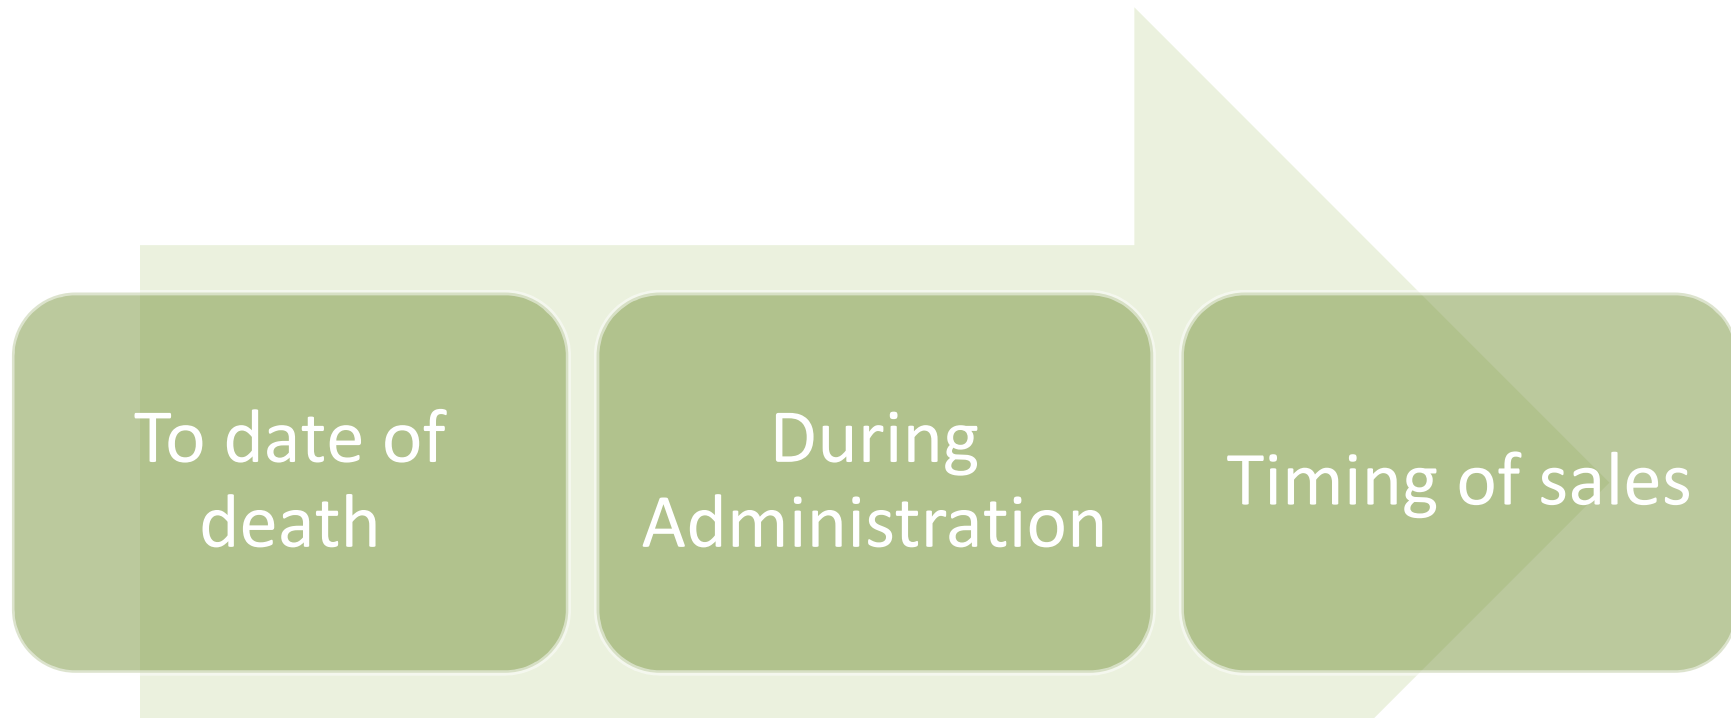 To date of
death
During
Administration
Timing of sales